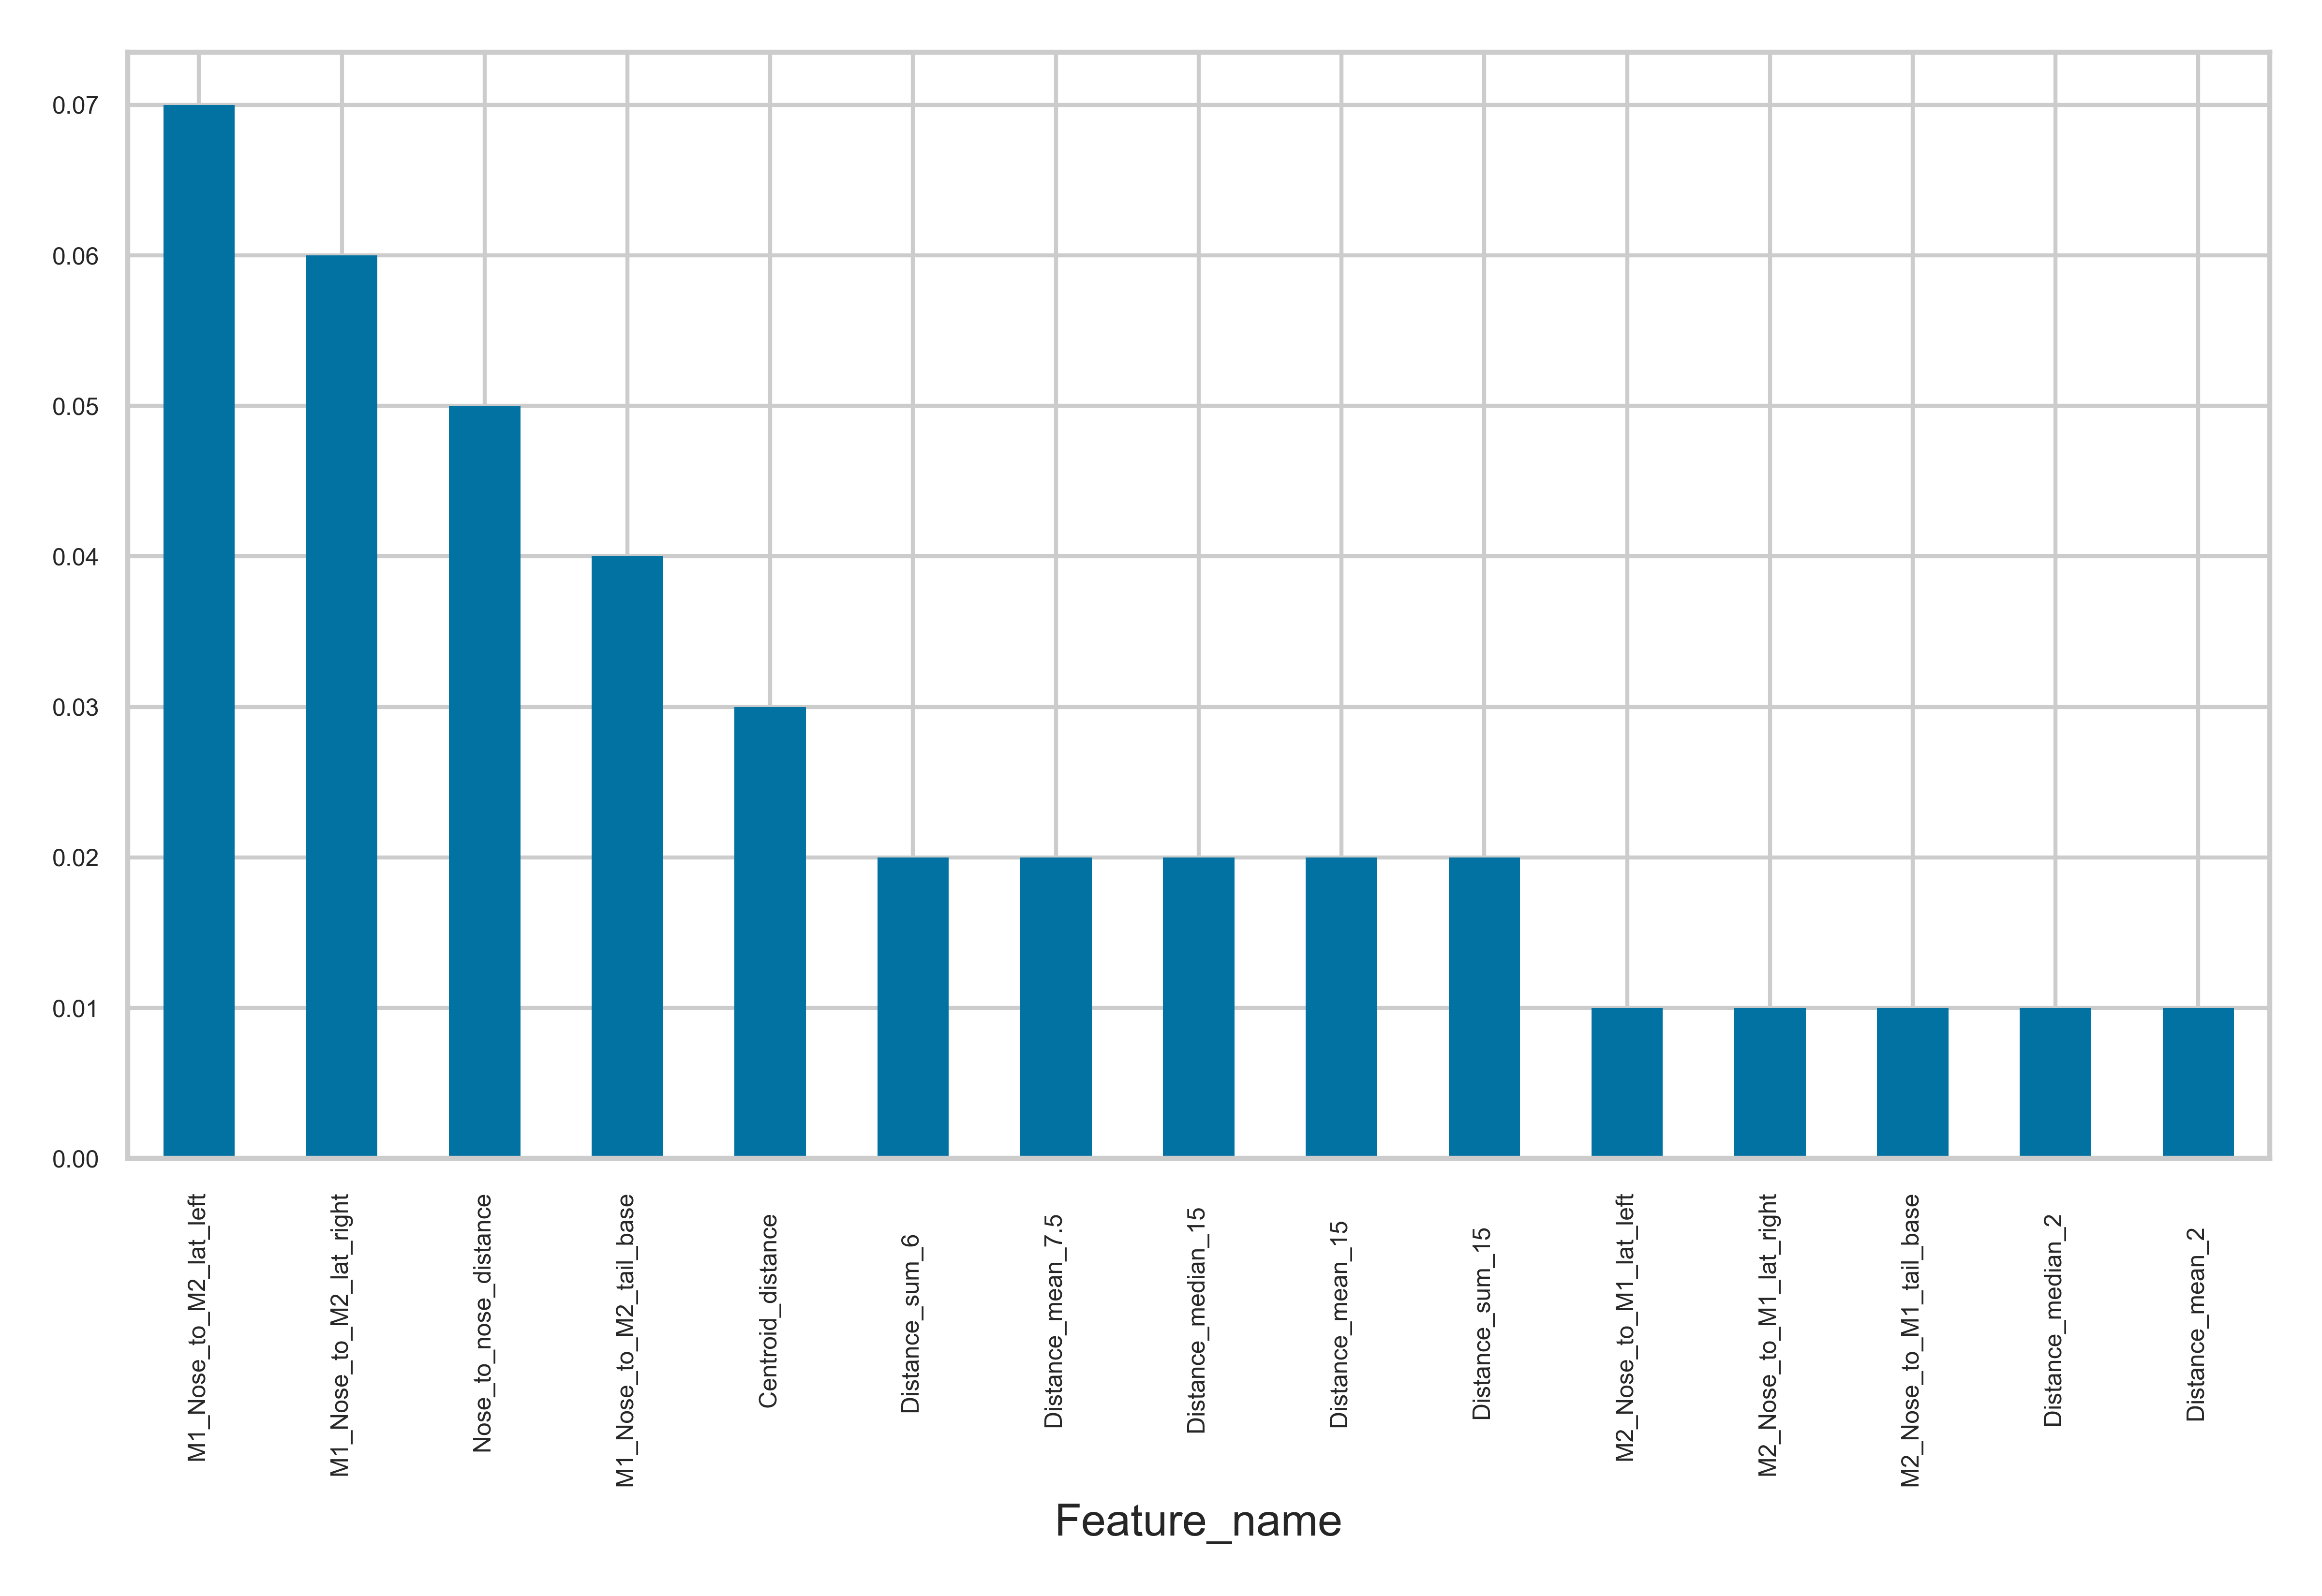 0.07
0.06
0.05
0.04
0.03
0.02
0.01
0.00
M1_Nose_to_M2_lat_left
M1_Nose_to_M2_lat_right
Nose_to_nose_distance
M1_Nose_to_M2_tail_base
Centroid_distance
Distance_sum_6
Distance_mean_7.5
Distance_median_15
Distance_mean_15
Distance_sum_15
M2_Nose_to_M1_lat_left
M2_Nose_to_M1_lat_right
M2_Nose_to_M1_tail_base
Distance_median_2
Distance_mean_2
Feature_name